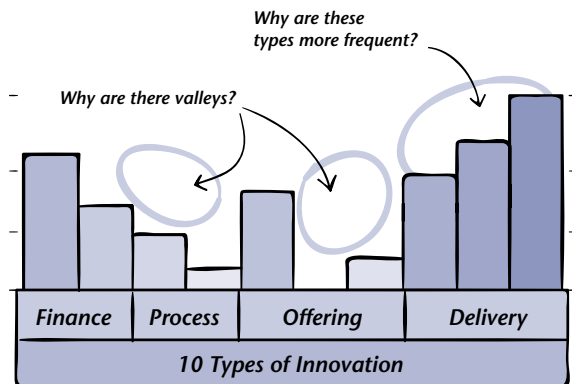 Why are these
types more frequent?
Why are there valleys?
Finance Process Offering Delivery
10 Types of Innovation